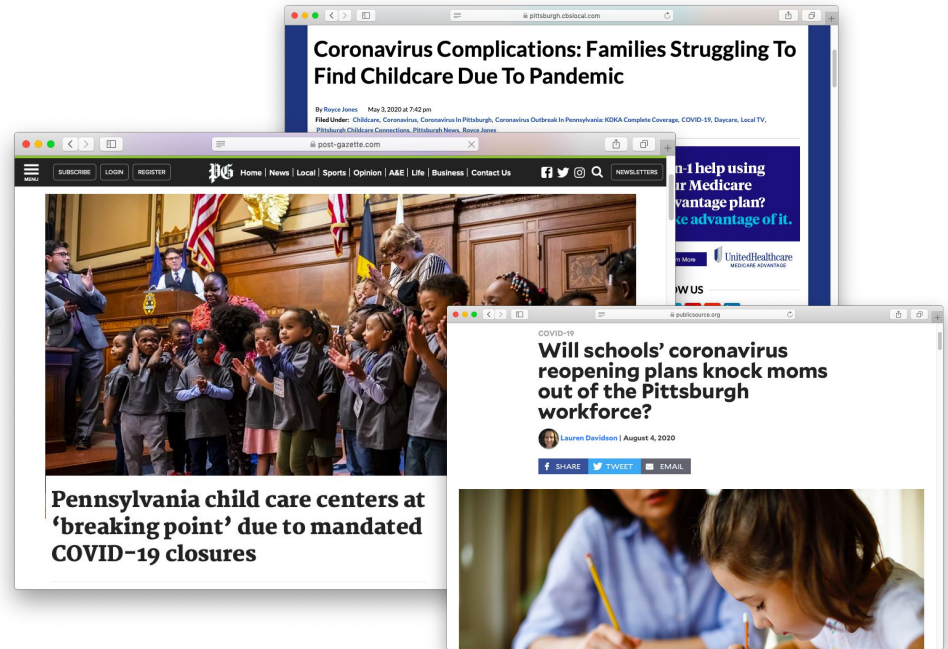 pittsburgh.cbslocal.com
Coronavirus Complications: Families Struggling To
Find Childcare Due To Pandemic
By Royce Jones May 3, 2020 at 7:42 pm
Filed Under: Childcare, Coronavirus, Coronavirus In Pittsburgh, Coronavirus Outbreak In Pennsylvania: KDKA Complete Coverage, COVID-19, Daycare, Local TV,
Pittsburgh Childcare Connections, Pittsburgh News, Royce Jones
n-1 help using
ur Medicare
vantage plan?
ke advantage of it.
rn More
UnitedHealthcare
MEDICARE ADVANTAGE
OW US
post-gazette.com
MENU
SUBSCRIBE
LOGIN
REGISTER
PG
Home | News | Local | Sports | Opinion | A&E | Life | Business | Contact Us
NEWSLETTERS
Pennsylvania child care centers at
‘breaking point’ due to mandated
COVID-19 closures
publicsource.org
COVID-19
Will schools’ coronavirus
reopening plans knock moms
out of the Pittsburgh
workforce?
Lauren Davidson | August 4, 2020
SHARE
TWEET
EMAIL